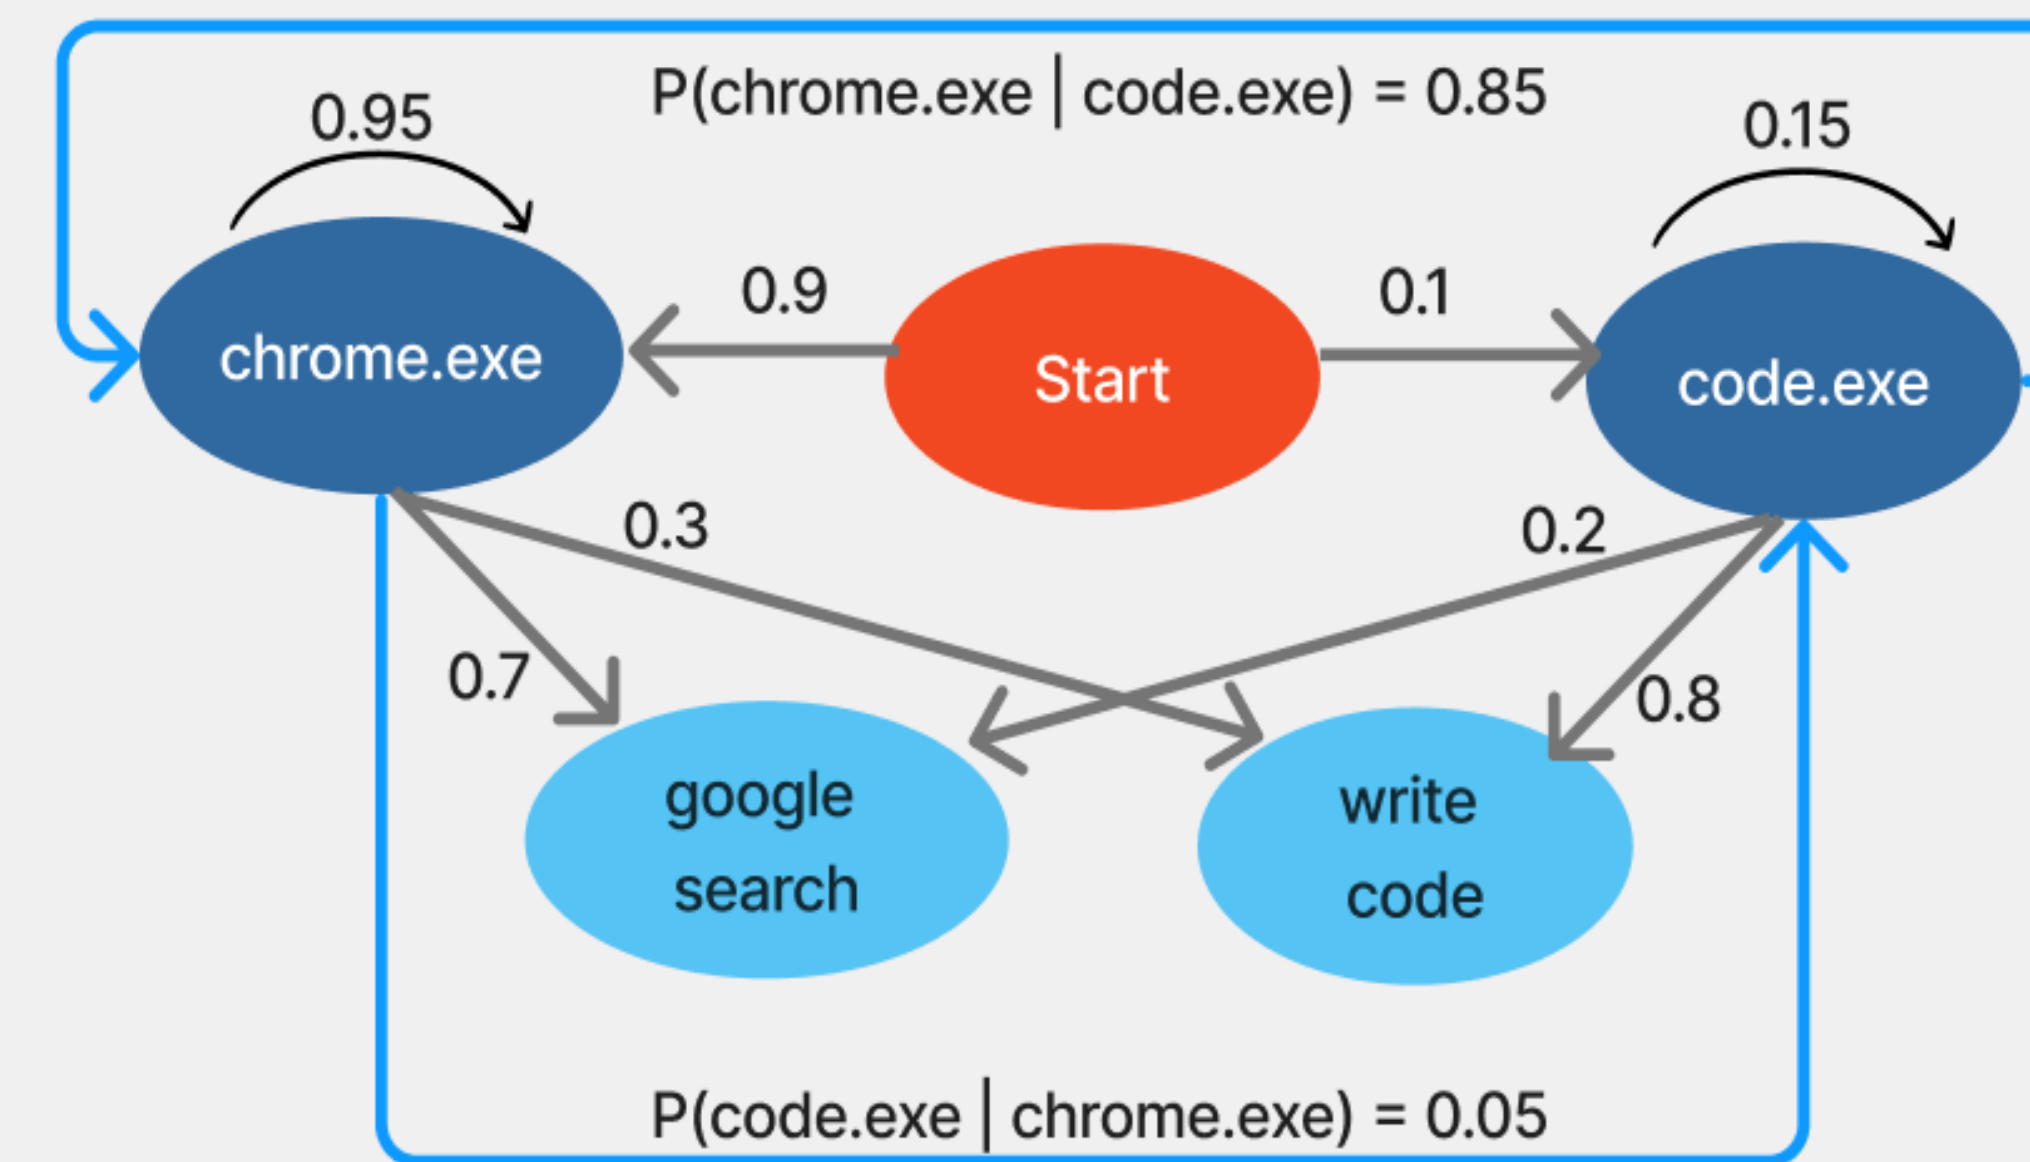 P(chrome.exe | code.exe) = 0.85
0.95
0.15
0.9
0.1
chrome.exe
Start
code.exe
0.3
0.2
0.7
0.8
google
search
write
code
P(code.exe | chrome.exe) = 0.05